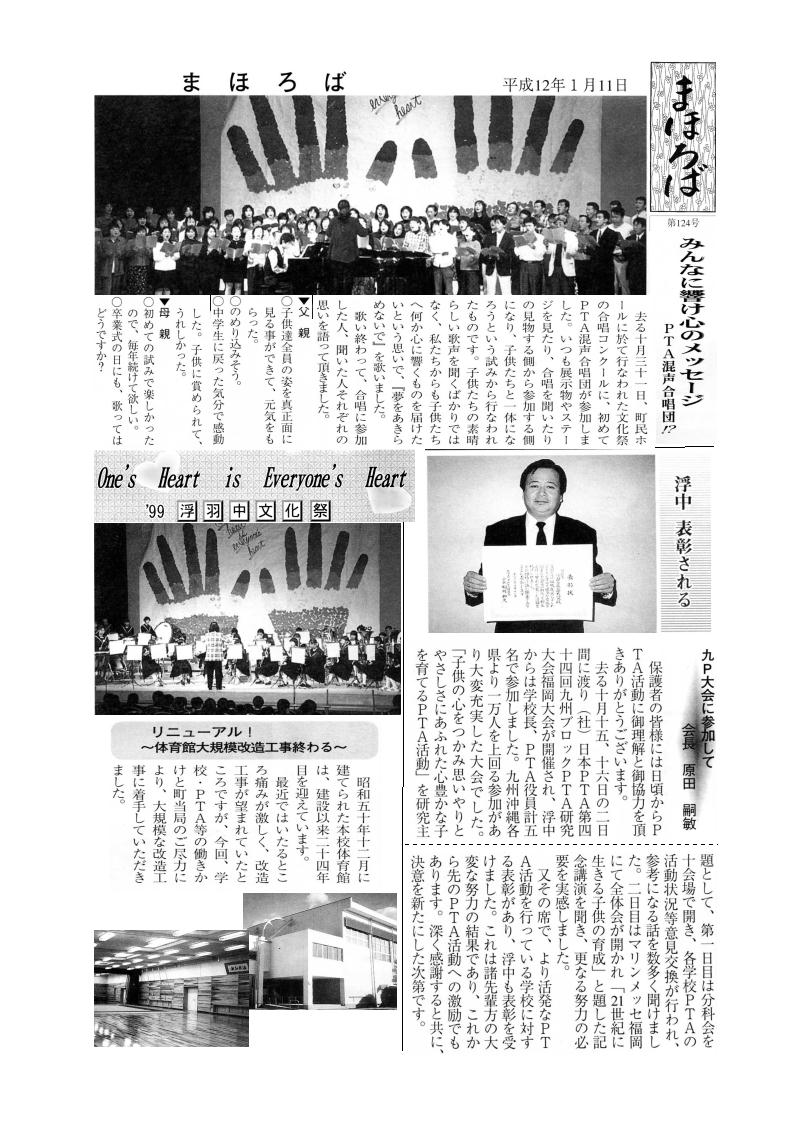 まほろば
平成12年1月11日
まほろば
第124号
みんなに響け心のメッセージ
PTA混声合唱団!?
去る十月三十一日、町民ホ
ールに於て行なわれた文化祭
の合唱コンクールに、初めて
PTA混声合唱団が参加しま
した。いつも展示物やステー
ジを見たり、合唱を聞いたり
の見物する側から参加する側
になり、子供たちと一体にな
ろうという試みから行なわれ
たものです。子供たちの素晴
らしい歌声を聞くばかりでは
なく、私たちからも子供たち
へ何か心に響くものを届けた
いという思いで、『夢をあきら
めないで』を歌いました。
歌い終わって、合唱に参加
した人、聞いた人それぞれの
思いを語って頂きました。
▼父親
○子供達全員の姿を真正面に
見る事ができて、元気をも
らった。
○のめり込みそう。
○中学生に戻った気分で感動
した。子供に賞められて、
うれしかった。
▼母親
○初めての試みで楽しかった
ので、毎年続けて欲しい。
○卒業式の日にも、歌っては
どうですか?
One's Heart is Everyone's Heart
'99 浮羽中文化祭
浮中 表彰される
表彰状
九P大会に参加して
会長 原田 嗣敏
保護者の皆様には日頃からP
TA活動に御理解と御協力を頂
きありがとうございます。
去る十月十五、十六日の二日
間に渡り（社）日本PTA第四
十四回九州ブロックPTA研究
大会福岡大会が開催され、浮中
からは学校長、PTA役員計五
名で参加しました。九州沖縄各
県より一万人を上回る参加があ
り大変充実した大会でした。
「子供の心をつかみ思いやりと
やさしさにあふれた心豊かな子
を育てるPTA活動」を研究主
題として、第一日目は分科会を
十会場で開き、各学校PTAの
活動状況等意見交換が行われ、
参考になる話を数多く聞けまし
た。二日目はマリンメッセ福岡
にて全体会が開かれ「21世紀に
生きる子供の育成」と題した記
念講演を聞き、更なる努力の必
要を実感しました。
又その席で、より活発なPT
A活動を行っている学校に対す
る表彰があり、浮中も表彰を受
けました。これは諸先輩方の大
変な努力の結果であり、これか
ら先のPTA活動への激励でも
あります。深く感謝すると共に、
決意を新たにした次第です。
リニューアル!
～体育館大規模改造工事終わる～
昭和五十年十二月に
建てられた本校体育館
は、建設以来二十四年
目を迎えています。
最近ではいたるとこ
ろ痛みが激しく、改造
工事が望まれていたと
ころですが、今回、学
校・PTA等の働きか
けと町当局のご尽力に
より、大規模な改造工
事に着手していただき
ました。